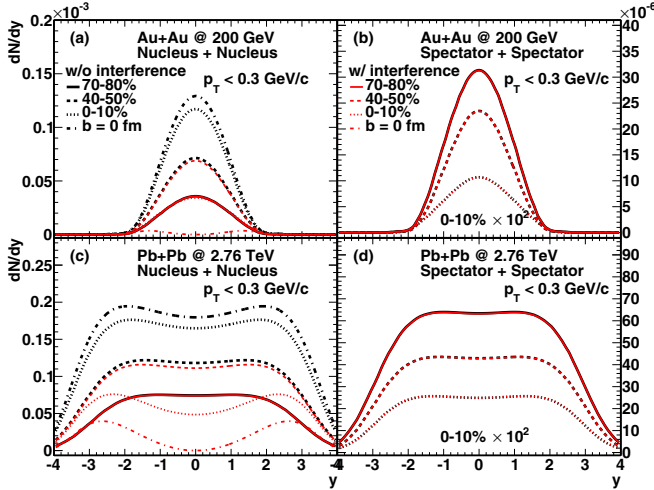 0.2 ×10⁻³
×10⁻⁶
dN/dy
(a) Au+Au @ 200 GeV
Nucleus + Nucleus
w/o interference
p_T < 0.3 GeV/c
70-80%
40-50%
0-10%
b = 0 fm
0.15
0.1
0.05
0
(b) Au+Au @ 200 GeV
Spectator + Spectator
w/ interference
p_T < 0.3 GeV/c
70-80%
40-50%
0-10%
b = 0 fm
0-10% ×10²
40
35
30
25
20
15
10
5
0
dN/dy
(c) Pb+Pb @ 2.76 TeV
Nucleus + Nucleus
p_T < 0.3 GeV/c
0.25
0.2
0.15
0.1
0.05
0
-4 -3 -2 -1 0 1 2 3 4
y
(d) Pb+Pb @ 2.76 TeV
Spectator + Spectator
p_T < 0.3 GeV/c
0-10% ×10²
90
80
70
60
50
40
30
20
10
0
-4 -3 -2 -1 0 1 2 3 4
y